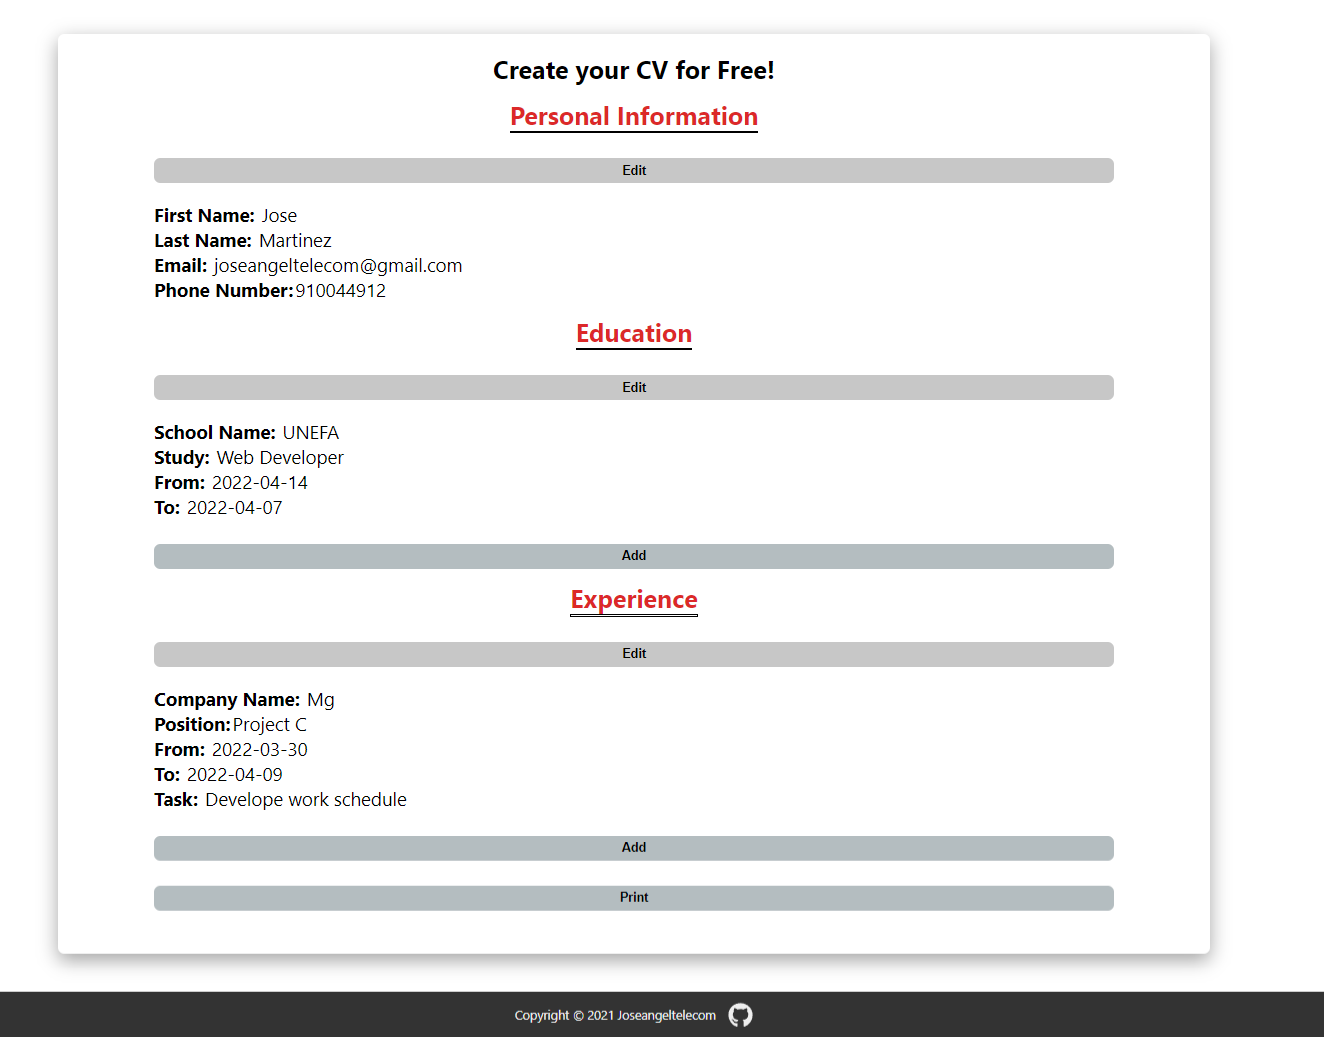 Create your CV for Free!
Personal Information
Edit
First Name: Jose
Last Name: Martinez
Email: joseangeltelecom@gmail.com
Phone Number:910044912
Education
Edit
School Name: UNEFA
Study: Web Developer
From: 2022-04-14
To: 2022-04-07
Add
Experience
Edit
Company Name: Mg
Position:Project C
From: 2022-03-30
To: 2022-04-09
Task: Develope work schedule
Add
Print
Copyright © 2021 Joseangeltelecom